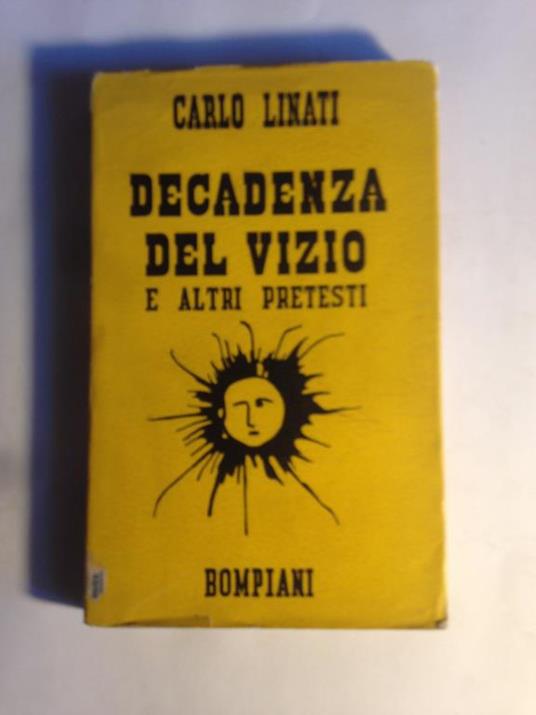 CARLO LINATI
DECADENZA
DEL VIZIO
E ALTRI PRETESTI
BOMPIANI